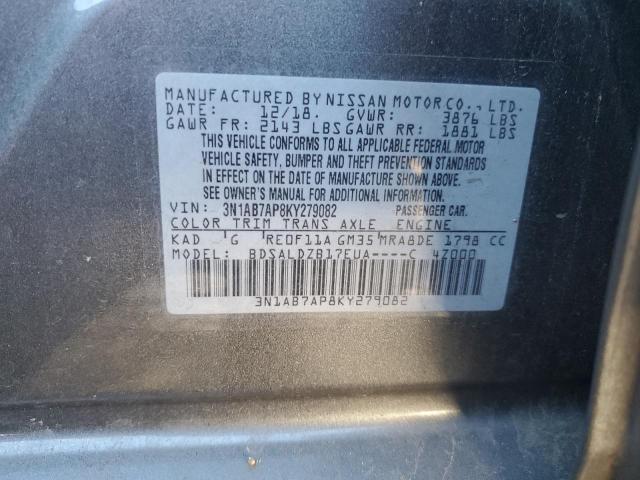 MANUFACTURED BY NISSAN MOTOR CO., LTD.
DATE: 12/18. GVWR: 3876 LBS
GAWR FR: 2143 LBS GAWR RR: 1881 LBS
THIS VEHICLE CONFORMS TO ALL APPLICABLE FEDERAL MOTOR
VEHICLE SAFETY, BUMPER AND THEFT PREVENTION STANDARDS
IN EFFECT ON THE DATE OF MANUFACTURE SHOWN ABOVE.
SEE OWNER'S MANUAL FOR ADDITIONAL INFORMATION.
VIN: 3N1AB7AP8KY279082 PASSENGER CAR.
COLOR TRIM TRANS AXLE ENGINE
KAD G RE0F11A GM35 MRA8DE 1798 CC
MODEL: BDSALDZB17EUA----C 4Z000
3N1AB7AP8KY279082